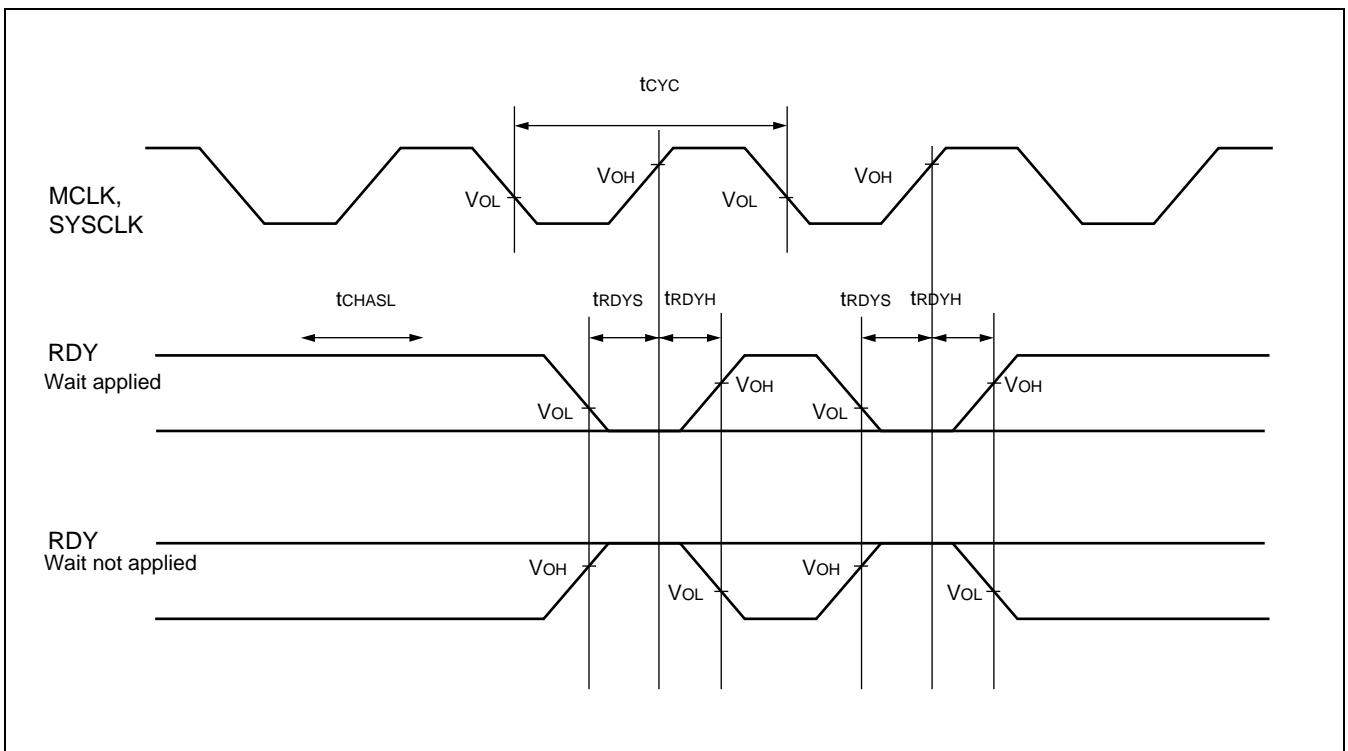 tCYC
VOH
VOH
VOL
VOL
MCLK,
SYSCLK
tCHASL
tRDYS
tRDYH
tRDYS
tRDYH
RDY
Wait applied
VOH
VOH
VOL
VOL
RDY
Wait not applied
VOH
VOH
VOL
VOL